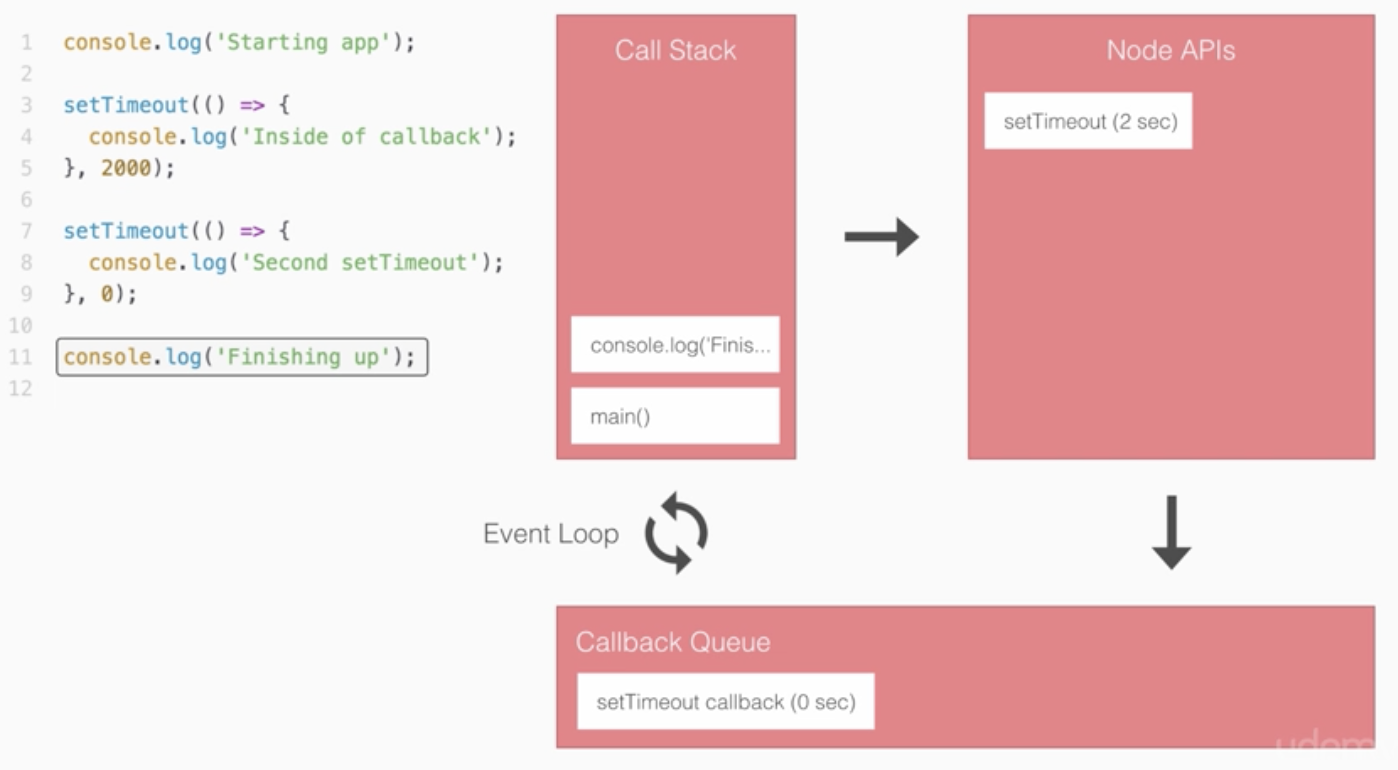 1 console.log('Starting app');
2
3 setTimeout(() => {
4 console.log('Inside of callback');
5 }, 2000);
6
7 setTimeout(() => {
8 console.log('Second setTimeout');
9 }, 0);
10
11 console.log('Finishing up');
12
Call Stack
console.log('Finis...
main()
Node APIs
setTimeout (2 sec)
Event Loop
Callback Queue
setTimeout callback (0 sec)
udemy